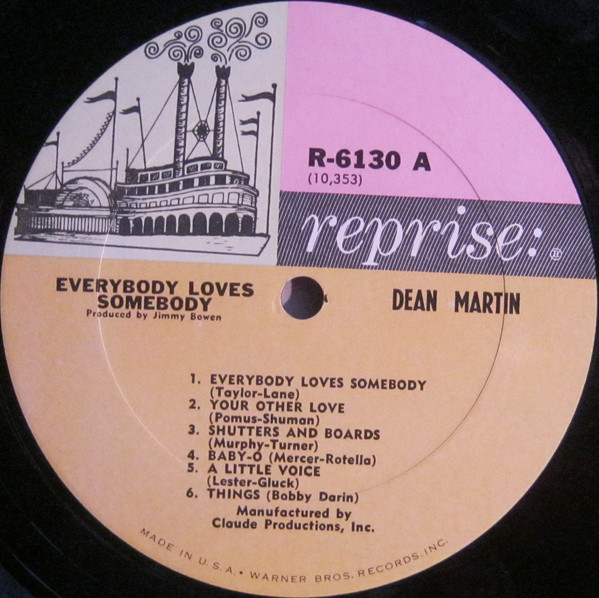 R-6130 A
(10,353)
reprise: ®
EVERYBODY LOVES
SOMEBODY
Produced by Jimmy Bowen
DEAN MARTIN
1. EVERYBODY LOVES SOMEBODY
(Taylor-Lane)
2. YOUR OTHER LOVE
(Pomus-Shuman)
3. SHUTTERS AND BOARDS
(Murphy-Turner)
4. BABY-O (Mercer-Rotella)
5. A LITTLE VOICE
(Lester-Gluck)
6. THINGS (Bobby Darin)
Manufactured by
Claude Productions, Inc.
MADE IN U.S.A. • WARNER BROS. RECORDS, INC.